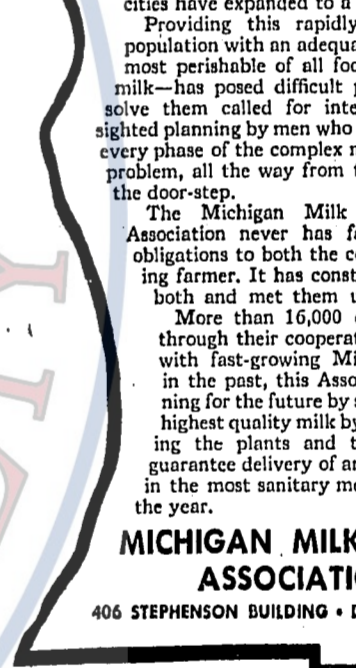 cities have expanded to a
Providing this rapidly
population with an adequa
most perishable of all foo
milk—has posed difficult
solve them called for inte
sighted planning by men who
every phase of the complex
problem, all the way from
the door-step.
The Michigan Milk
Association never has fa
obligations to both the c
ing farmer. It has const
both and met them
More than 16,000
through their cooperat
with fast-growing Mi
in the past, this Asso
ning for the future by
highest quality milk by
ing the plants and t
guarantee delivery of a
in the most sanitary me
the year.
MICHIGAN MILK
ASSOCIATI
406 STEPHENSON BUILDING • D